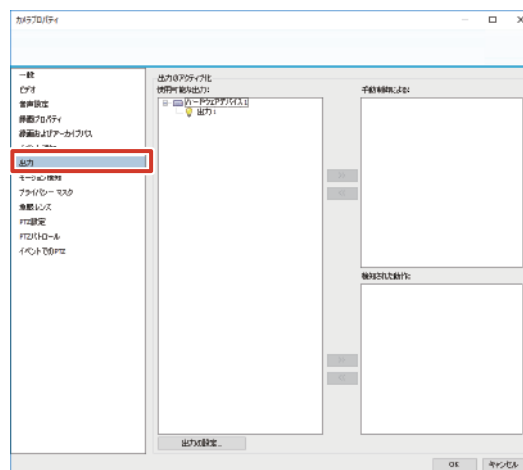 カメラプロパティ
一般
ビデオ
音声設定
録画プロパティ
録画およびアーカイブパス
イベント通知
出力
モーション検知
プライバシー マスク
魚眼レンズ
PTZ設定
PTZパトロール
イベントでのPTZ
出力のアクティブ化
使用可能な出力:
ハードウェアデバイス 1
出力 1
手動制御による:
>>
<<
検知された動作:
>>
<<
出力の設定...
OK
キャンセル